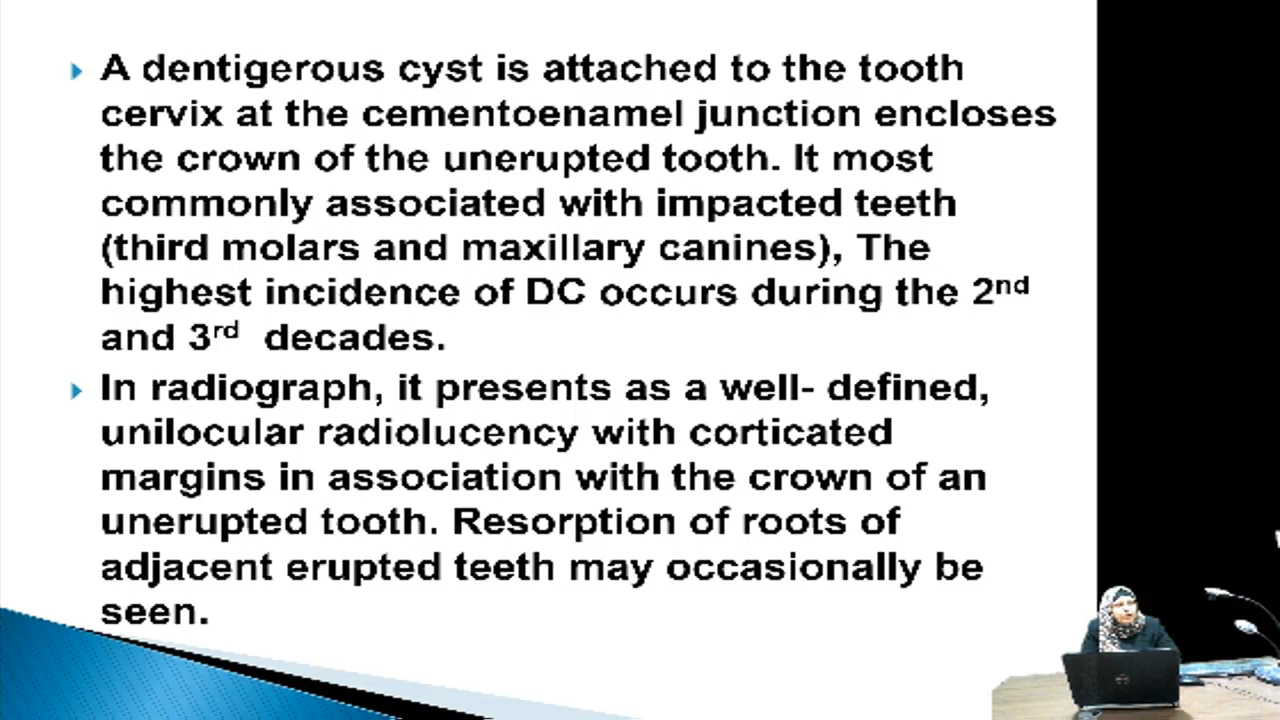 A dentigerous cyst is attached to the tooth
cervix at the cementoenamel junction encloses
the crown of the unerupted tooth. It most
commonly associated with impacted teeth
(third molars and maxillary canines), The
highest incidence of DC occurs during the 2nd
and 3rd decades.
In radiograph, it presents as a well- defined,
unilocular radiolucency with corticated
margins in association with the crown of an
unerupted tooth. Resorption of roots of
adjacent erupted teeth may occasionally be
seen.